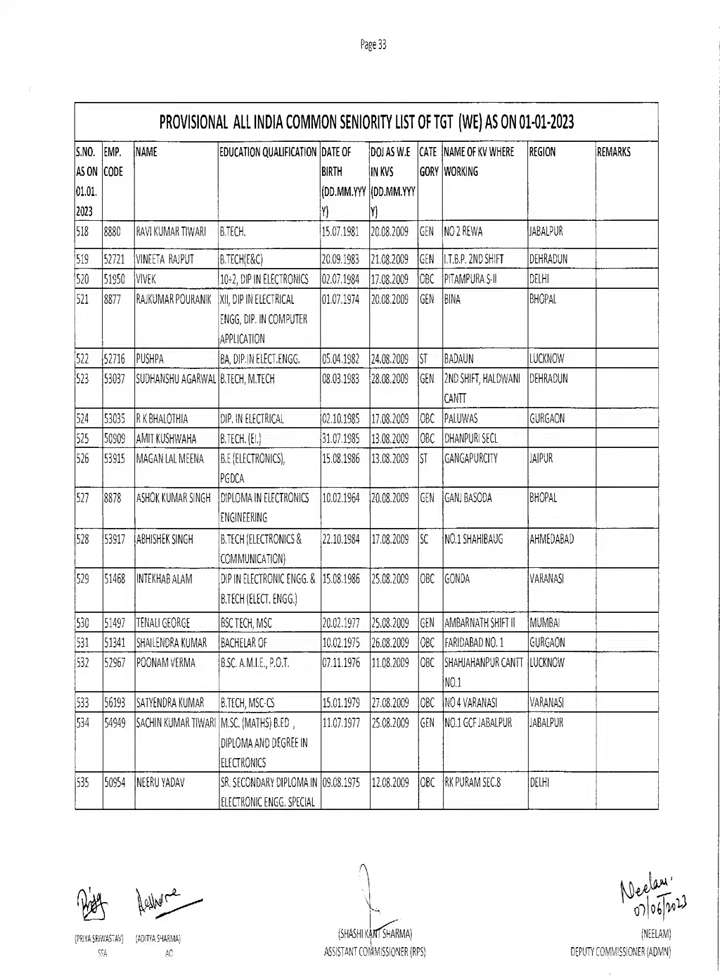 Page 33
PROVISIONAL ALL INDIA COMMON SENIORITY LIST OF TGT (WE) AS ON 01-01-2023
S.NO. AS ON 01.01.2023 EMP. CODE NAME EDUCATION QUALIFICATION DATE OF BIRTH (DD.MM.YYYY) DOJ AS W.E IN KVS (DD.MM.YYYY) CATEGORY NAME OF KV WHERE WORKING REGION REMARKS
518 8880 RAVI KUMAR TIWARI B.TECH. 15.07.1981 20.08.2009 GEN NO 2 REWA JABALPUR
519 52721 VINEETA RAJPUT B.TECH(E&C) 20.09.1983 21.08.2009 GEN I.T.B.P. 2ND SHIFT DEHRADUN
520 51950 VIVEK 10+2, DIP IN ELECTRONICS 02.07.1984 17.08.2009 OBC PITAMPURA S-II DELHI
521 8877 RAJKUMAR POURANIK XII, DIP IN ELECTRICAL ENGG, DIP. IN COMPUTER APPLICATION 01.07.1974 20.08.2009 GEN BINA BHOPAL
522 52716 PUSHPA BA, DIP.IN ELECT.ENGG. 05.04.1982 24.08.2009 ST BADAUN LUCKNOW
523 53037 SUDHANSHU AGARWAL B.TECH, M.TECH 08.03.1983 28.08.2009 GEN 2ND SHIFT, HALDWANI CANTT DEHRADUN
524 53035 R K BHALOTHIA DIP. IN ELECTRICAL 02.10.1985 17.08.2009 OBC PALUWAS GURGAON
525 50909 AMIT KUSHWAHA B.TECH. (EI.) 31.07.1985 13.08.2009 OBC DHANPURI SECL
526 53915 MAGAN LAL MEENA B.E (ELECTRONICS), PGDCA 15.08.1986 13.08.2009 ST GANGAPURCITY JAIPUR
527 8878 ASHOK KUMAR SINGH DIPLOMA IN ELECTRONICS ENGINEERING 10.02.1964 20.08.2009 GEN GANJ BASODA BHOPAL
528 53917 ABHISHEK SINGH B.TECH (ELECTRONICS & COMMUNICATION) 22.10.1984 17.08.2009 SC NO.1 SHAHIBAUG AHMEDABAD
529 51468 INTEKHAB ALAM DIP IN ELECTRONIC ENGG. & B.TECH (ELECT. ENGG.) 15.08.1986 25.08.2009 OBC GONDA VARANASI
530 51497 TENALI GEORGE BSC TECH, MSC 20.02.1977 25.08.2009 GEN AMBARNATH SHIFT II MUMBAI
531 51341 SHAILENDRA KUMAR BACHELAR OF 10.02.1975 26.08.2009 OBC FARIDABAD NO. 1 GURGAON
532 52967 POONAM VERMA B.SC. A.M.I.E., P.O.T. 07.11.1976 11.08.2009 OBC SHAHJAHANPUR CANTT NO.1 LUCKNOW
533 56193 SATYENDRA KUMAR B.TECH, MSC-CS 15.01.1979 27.08.2009 OBC NO 4 VARANASI VARANASI
534 54949 SACHIN KUMAR TIWARI M.SC. (MATHS) B.ED , DIPLOMA AND DEGREE IN ELECTRONICS 11.07.1977 25.08.2009 GEN NO.1 GCF JABALPUR JABALPUR
535 50954 NEERU YADAV SR. SECONDARY DIPLOMA IN ELECTRONIC ENGG. SPECIAL 09.08.1975 12.08.2009 OBC RK PURAM SEC.8 DELHI
Neelam
07/06/2023
(PRIYA SRIWASTAV) (ADITYA SHARMA) (SHASHI KANT SHARMA) (NEELAM)
SSA AO ASSISTANT COMMISSIONER (RPS) DEPUTY COMMISSIONER (ADMN)